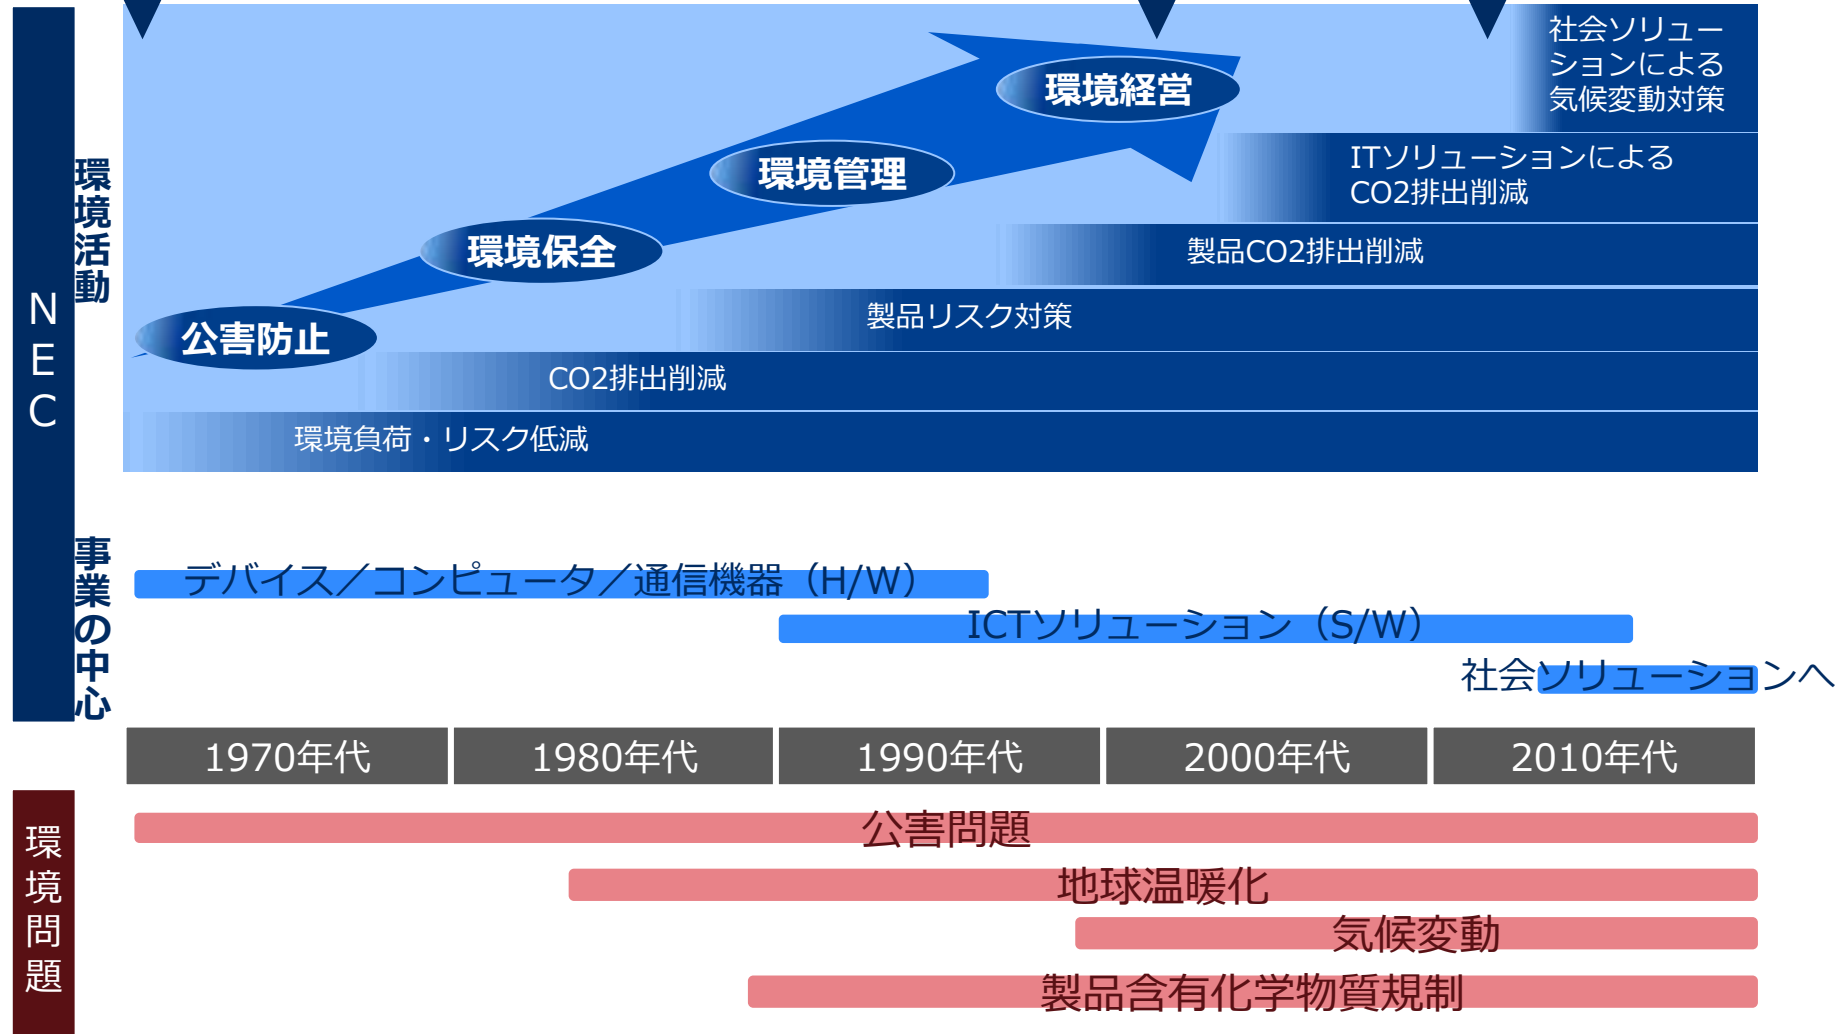 NEC
環境活動
社会ソリュー
ションによる
気候変動対策
環境経営
ITソリューションによる
CO2排出削減
環境管理
製品CO2排出削減
環境保全
製品リスク対策
公害防止
CO2排出削減
環境負荷・リスク低減
事業の中心
デバイス／コンピュータ／通信機器（H/W）
ICTソリューション（S/W）
社会ソリューションへ
1970年代
1980年代
1990年代
2000年代
2010年代
環境問題
公害問題
地球温暖化
気候変動
製品含有化学物質規制